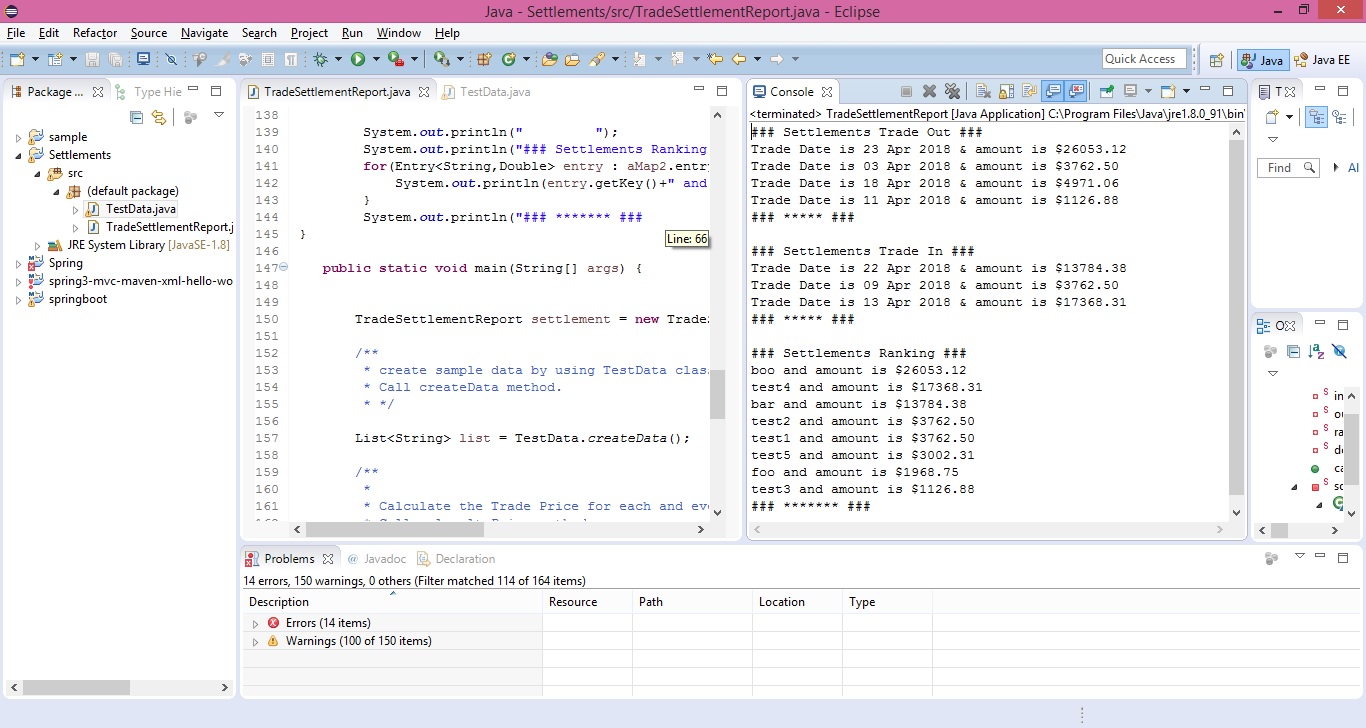 Java - Settlements/src/TradeSettlementReport.java - Eclipse
File Edit Refactor Source Navigate Search Project Run Window Help
Quick Access
Java
Java EE
Package ...
Type Hie
sample
Settlements
src
(default package)
TestData.java
TradeSettlementReport.j
JRE System Library [JavaSE-1.8]
Spring
spring3-mvc-maven-xml-hello-wo
springboot
TradeSettlementReport.java
TestData.java
138
139 System.out.println(" ");
140 System.out.println("### Settlements Ranking
141 for(Entry<String,Double> entry : aMap2.entry
142 System.out.println(entry.getKey()+" and
143 }
144 System.out.println("### ******* ###
145 }
Line: 66
146
147 public static void main(String[] args) {
148
149
150 TradeSettlementReport settlement = new Trade
151
152 /**
153 * create sample data by using TestData clas
154 * Call createData method.
155 * */
156
157 List<String> list = TestData.createData();
158
159 /**
160 *
161 * Calculate the Trade Price for each and eve
Console
<terminated> TradeSettlementReport [Java Application] C:\Program Files\Java\jre1.8.0_91\bin\
### Settlements Trade Out ###
Trade Date is 23 Apr 2018 & amount is $26053.12
Trade Date is 03 Apr 2018 & amount is $3762.50
Trade Date is 18 Apr 2018 & amount is $4971.06
Trade Date is 11 Apr 2018 & amount is $1126.88
### ***** ###
### Settlements Trade In ###
Trade Date is 22 Apr 2018 & amount is $13784.38
Trade Date is 09 Apr 2018 & amount is $3762.50
Trade Date is 13 Apr 2018 & amount is $17368.31
### ***** ###
### Settlements Ranking ###
boo and amount is $26053.12
test4 and amount is $17368.31
bar and amount is $13784.38
test2 and amount is $3762.50
test1 and amount is $3762.50
test5 and amount is $3002.31
foo and amount is $1968.75
test3 and amount is $1126.88
### ******* ###
T
Find
Al
O
S in
S o
S ra
S d
ca
S so
Problems
@ Javadoc
Declaration
14 errors, 150 warnings, 0 others (Filter matched 114 of 164 items)
Description Resource Path Location Type
Errors (14 items)
Warnings (100 of 150 items)